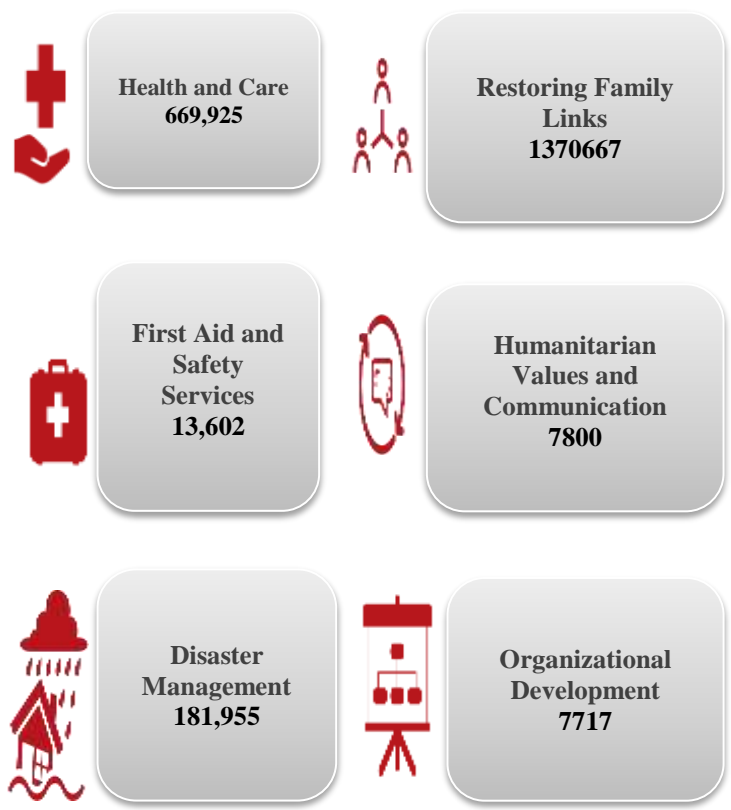 Health and Care
669,925
Restoring Family
Links
1370667
First Aid and
Safety
Services
13,602
Humanitarian
Values and
Communication
7800
Disaster
Management
181,955
Organizational
Development
7717